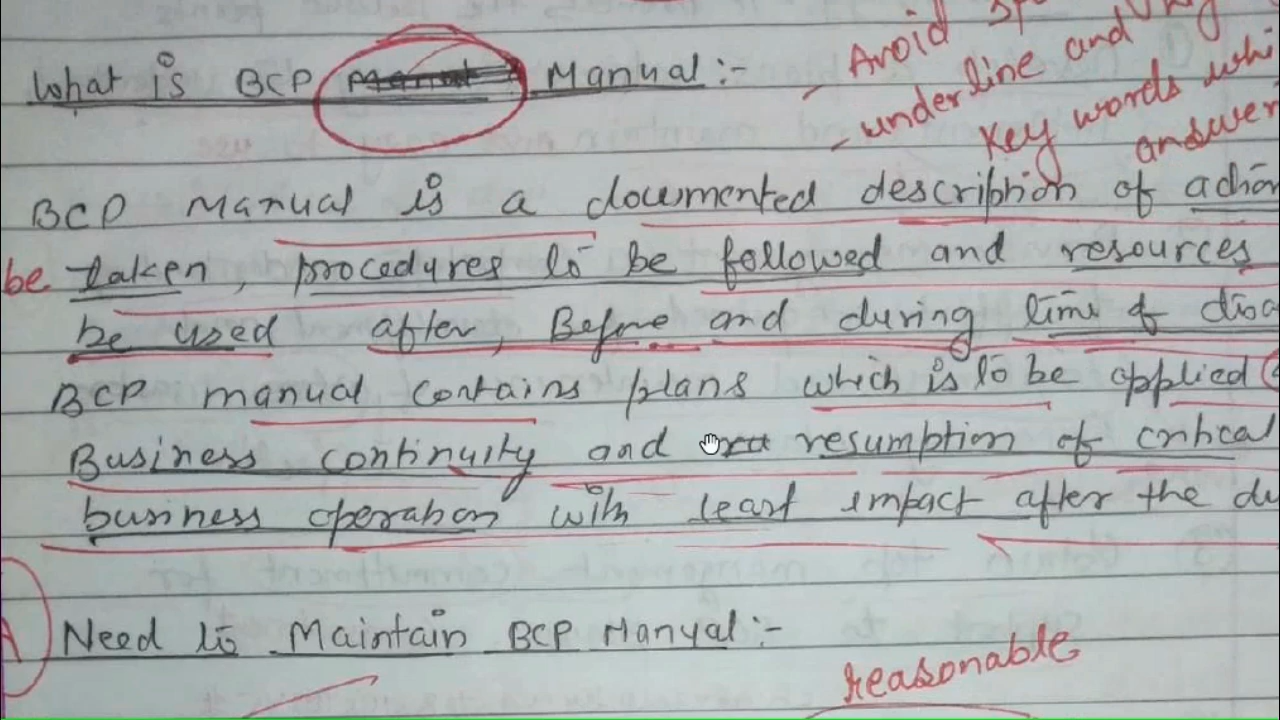 - Avoid
- underline and
Key words
answer
What is BCP Manual :-
BCP Manual is a documented description of action
be taken, procedures to be followed and resources
be used after, Before and during time of
BCP manual contains plans which is to be applied
Business continuity and resumption of critical
business operation with least impact after the
Need to Maintain BCP Manual :-
reasonable